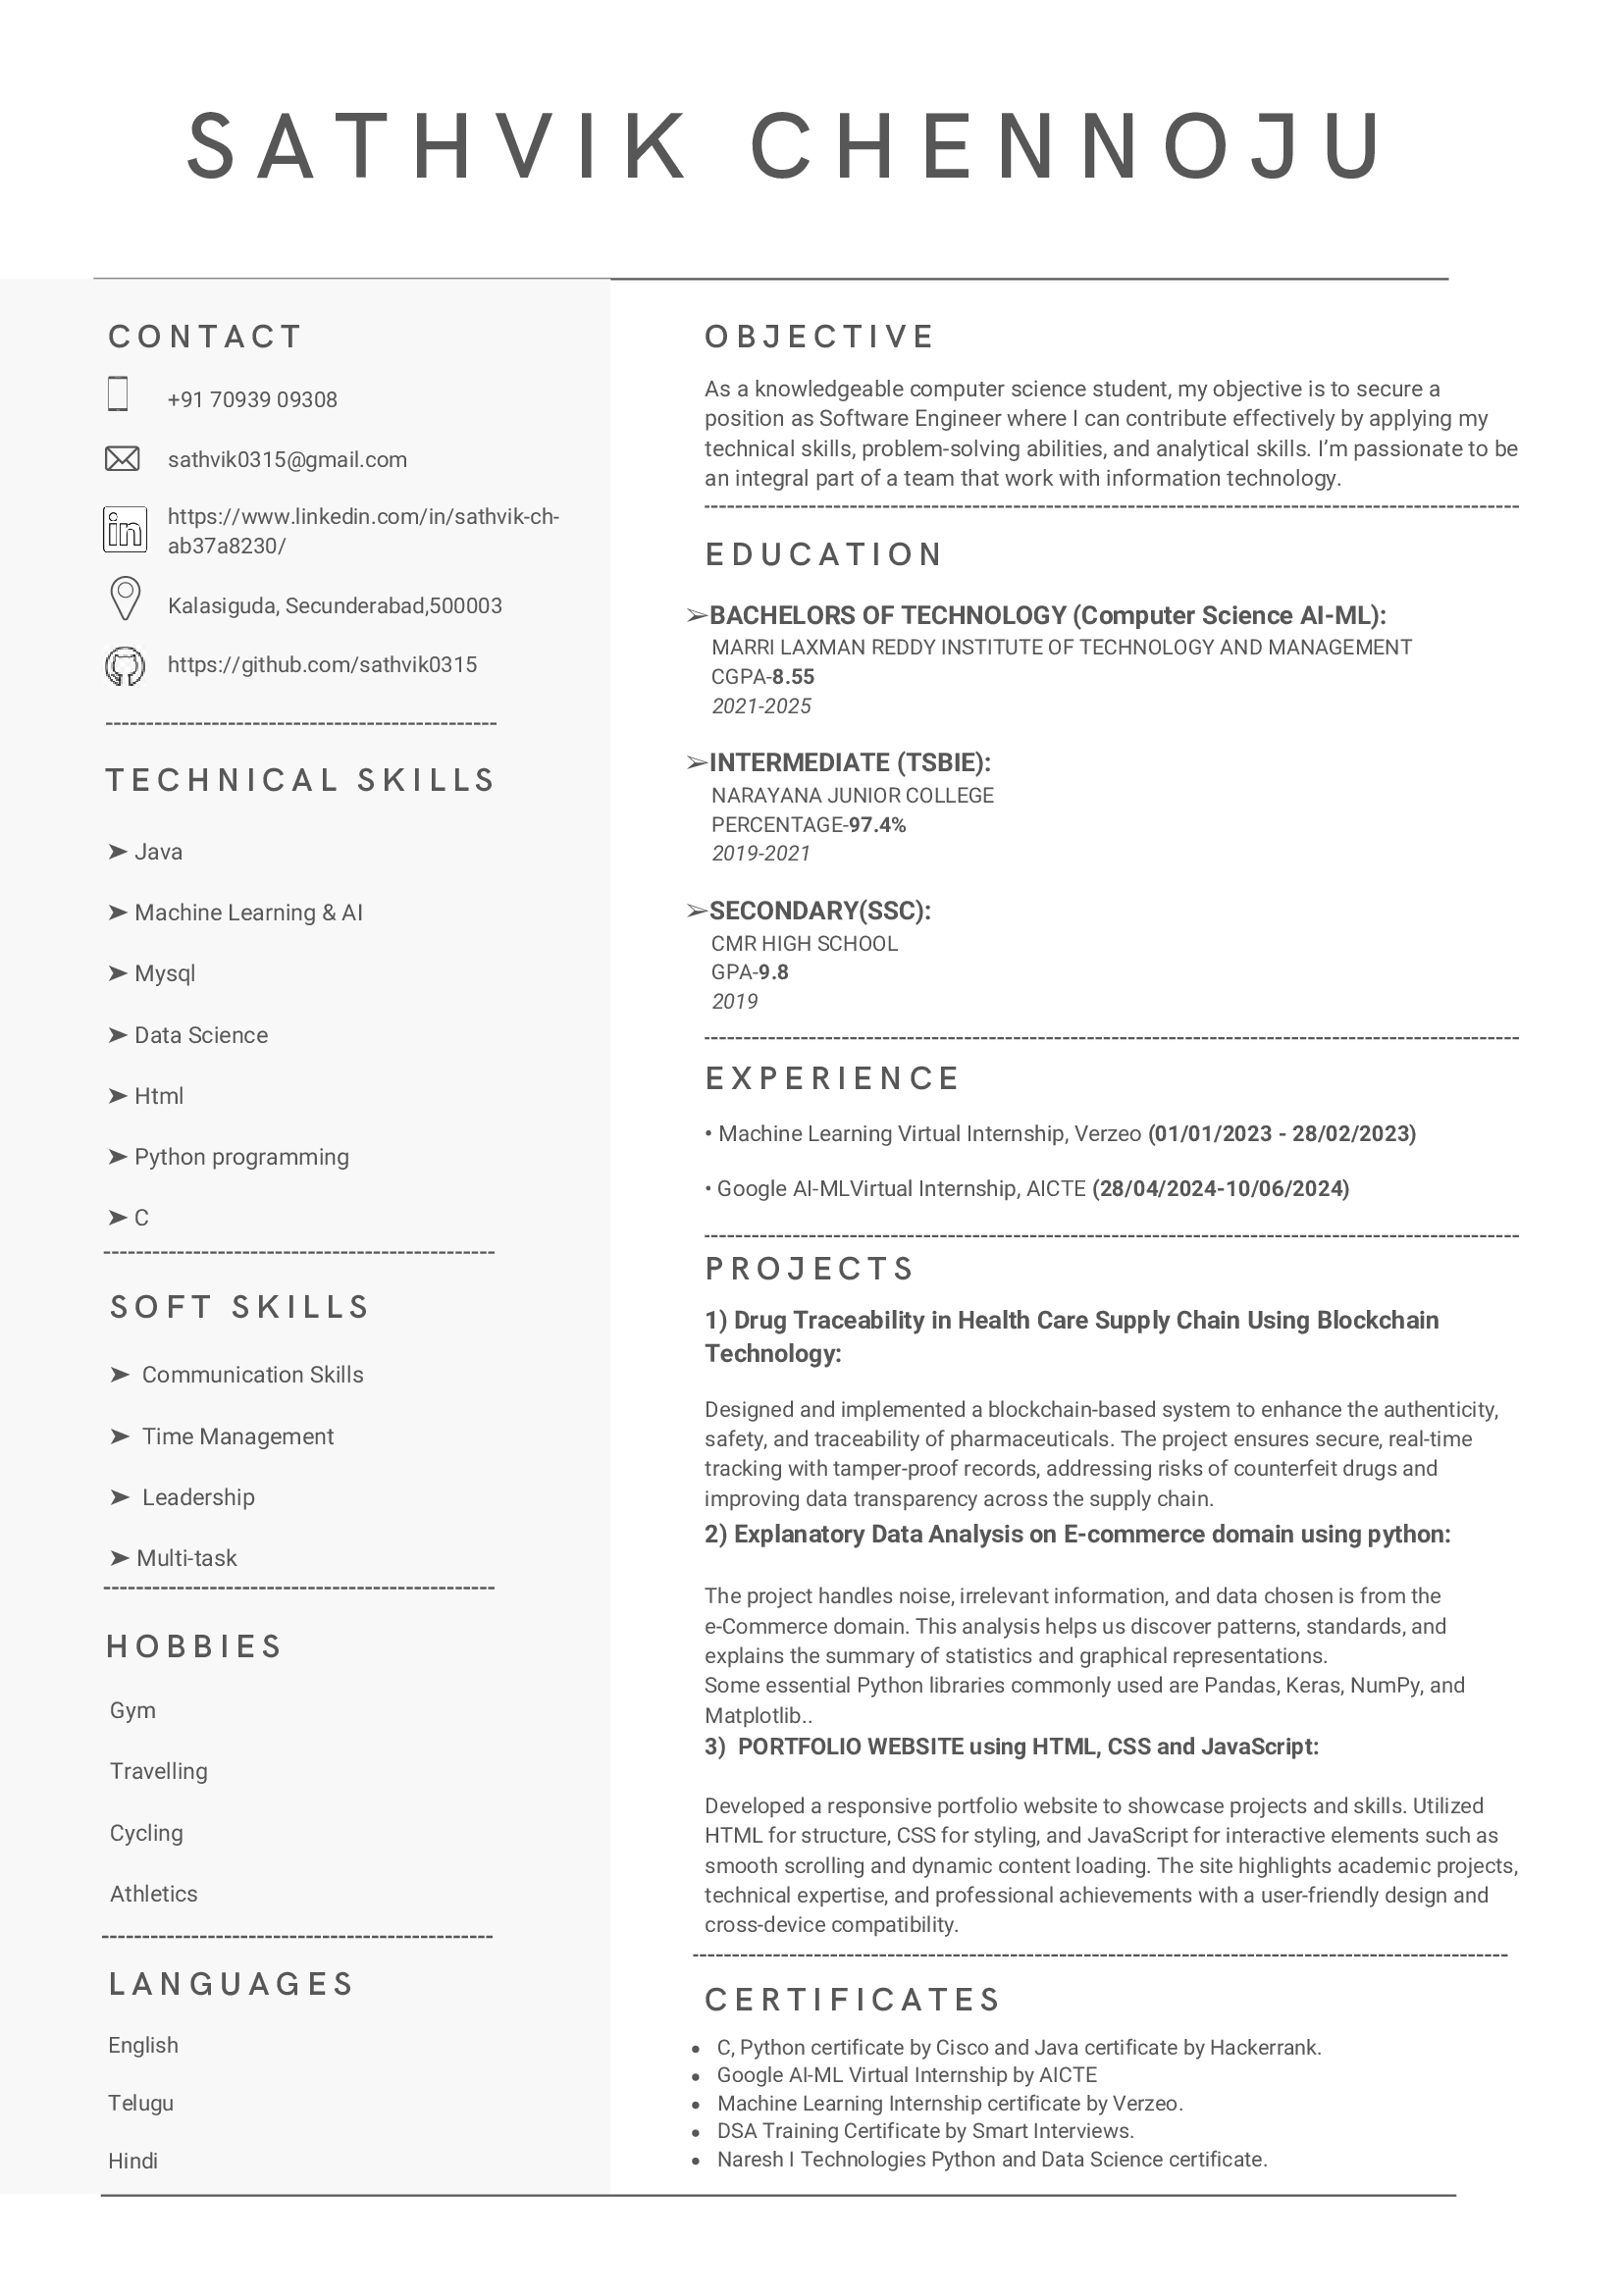 SATHVIK CHENNOJU
CONTACT
+91 70939 09308
sathvik0315@gmail.com
https://www.linkedin.com/in/sathvik-ch-
ab37a8230/
Kalasiguda, Secunderabad,500003
https://github.com/sathvik0315
-------------------------------------------------
TECHNICAL SKILLS
➤ Java
➤ Machine Learning & AI
➤ Mysql
➤ Data Science
➤ Html
➤ Python programming
➤ C
-------------------------------------------------
SOFT SKILLS
➤ Communication Skills
➤ Time Management
➤ Leadership
➤ Multi-task
-------------------------------------------------
HOBBIES
Gym
Travelling
Cycling
Athletics
-------------------------------------------------
LANGUAGES
English
Telugu
Hindi
OBJECTIVE
As a knowledgeable computer science student, my objective is to secure a
position as Software Engineer where I can contribute effectively by applying my
technical skills, problem-solving abilities, and analytical skills. I’m passionate to be
an integral part of a team that work with information technology.
-------------------------------------------------
EDUCATION
➢BACHELORS OF TECHNOLOGY (Computer Science AI-ML):
MARRI LAXMAN REDDY INSTITUTE OF TECHNOLOGY AND MANAGEMENT
CGPA-8.55
2021-2025
➢INTERMEDIATE (TSBIE):
NARAYANA JUNIOR COLLEGE
PERCENTAGE-97.4%
2019-2021
➢SECONDARY(SSC):
CMR HIGH SCHOOL
GPA-9.8
2019
-------------------------------------------------
EXPERIENCE
• Machine Learning Virtual Internship, Verzeo (01/01/2023 - 28/02/2023)
• Google AI-MLVirtual Internship, AICTE (28/04/2024-10/06/2024)
-------------------------------------------------
PROJECTS
1) Drug Traceability in Health Care Supply Chain Using Blockchain
Technology:
Designed and implemented a blockchain-based system to enhance the authenticity,
safety, and traceability of pharmaceuticals. The project ensures secure, real-time
tracking with tamper-proof records, addressing risks of counterfeit drugs and
improving data transparency across the supply chain.
2) Explanatory Data Analysis on E-commerce domain using python:
The project handles noise, irrelevant information, and data chosen is from the
e-Commerce domain. This analysis helps us discover patterns, standards, and
explains the summary of statistics and graphical representations.
Some essential Python libraries commonly used are Pandas, Keras, NumPy, and
Matplotlib..
3) PORTFOLIO WEBSITE using HTML, CSS and JavaScript:
Developed a responsive portfolio website to showcase projects and skills. Utilized
HTML for structure, CSS for styling, and JavaScript for interactive elements such as
smooth scrolling and dynamic content loading. The site highlights academic projects,
technical expertise, and professional achievements with a user-friendly design and
cross-device compatibility.
-------------------------------------------------
CERTIFICATES
• C, Python certificate by Cisco and Java certificate by Hackerrank.
• Google AI-ML Virtual Internship by AICTE
• Machine Learning Internship certificate by Verzeo.
• DSA Training Certificate by Smart Interviews.
• Naresh I Technologies Python and Data Science certificate.